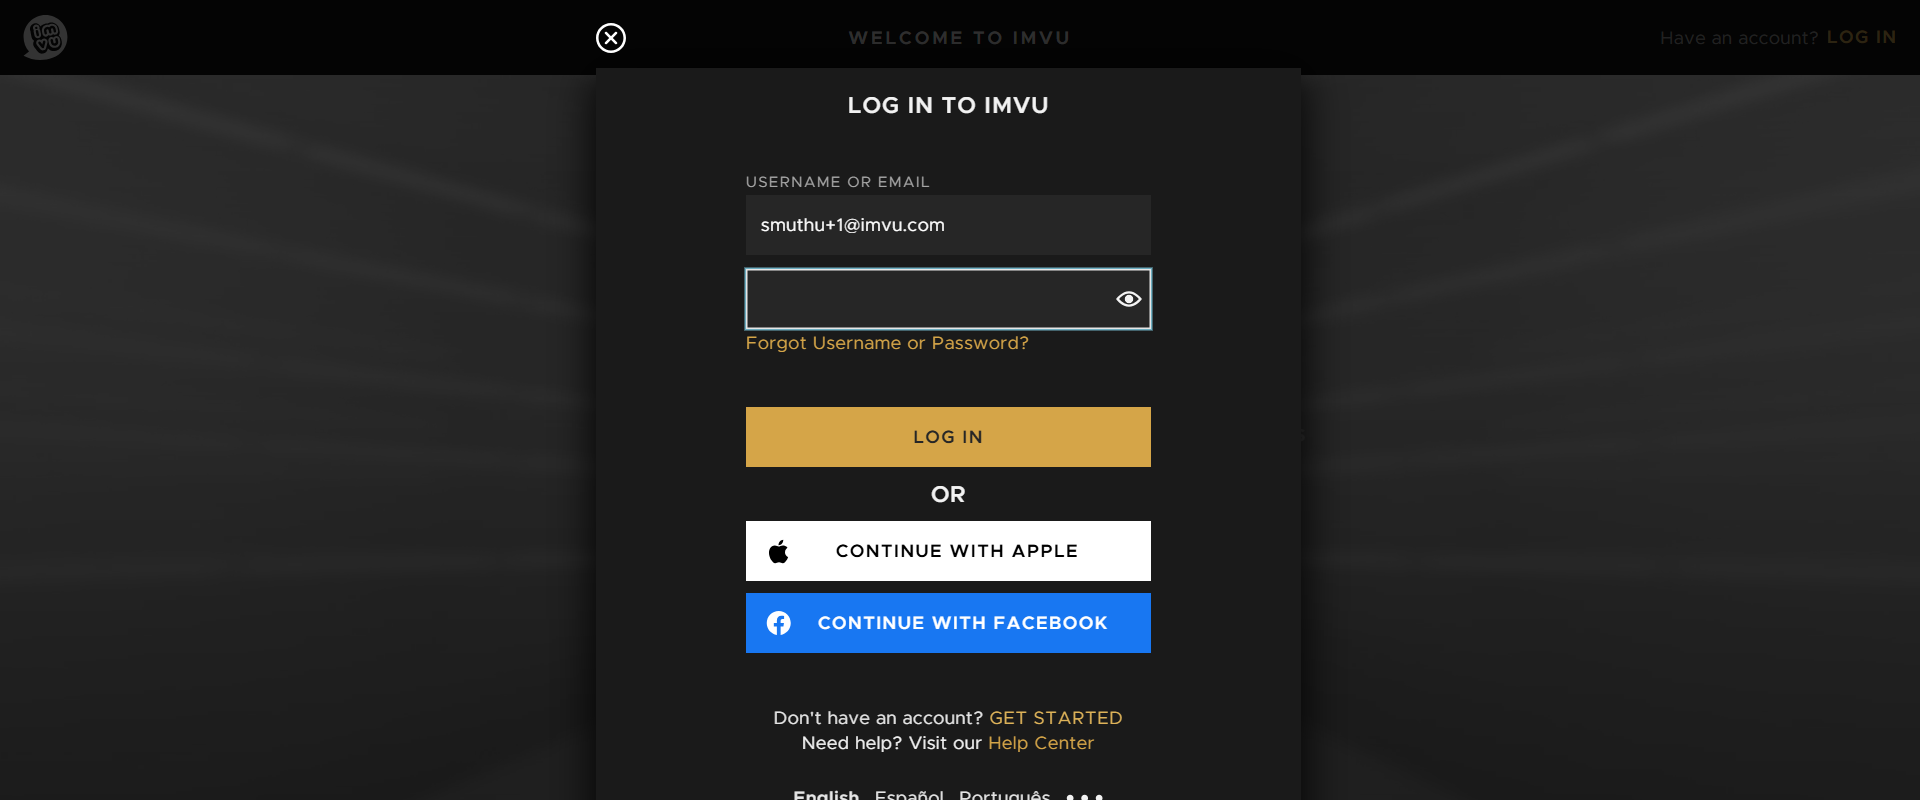 imvu
WELCOME TO IMVU
Have an account? LOG IN
LOG IN TO IMVU
USERNAME OR EMAIL
smuthu+1@imvu.com
Forgot Username or Password?
LOG IN
OR
CONTINUE WITH APPLE
CONTINUE WITH FACEBOOK
Don't have an account? GET STARTED
Need help? Visit our Help Center
English Español Português